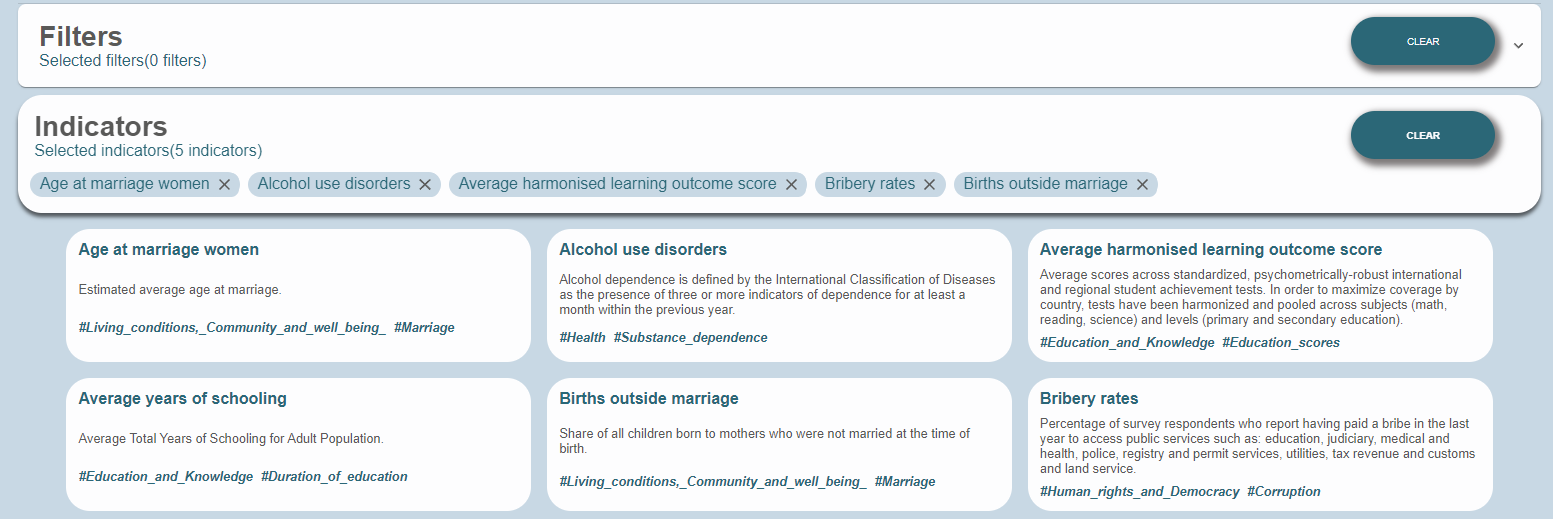 Filters
Selected filters(0 filters)
CLEAR
Indicators
Selected indicators(5 indicators)
CLEAR
Age at marriage women
Alcohol use disorders
Average harmonised learning outcome score
Bribery rates
Births outside marriage
Age at marriage women
Estimated average age at marriage.
#Living_conditions,_Community_and_well_being_ #Marriage
Alcohol use disorders
Alcohol dependence is defined by the International Classification of Diseases
as the presence of three or more indicators of dependence for at least a
month within the previous year.
#Health #Substance_dependence
Average harmonised learning outcome score
Average scores across standardized, psychometrically-robust international
and regional student achievement tests. In order to maximize coverage by
country, tests have been harmonized and pooled across subjects (math,
reading, science) and levels (primary and secondary education).
#Education_and_Knowledge #Education_scores
Average years of schooling
Average Total Years of Schooling for Adult Population.
#Education_and_Knowledge #Duration_of_education
Births outside marriage
Share of all children born to mothers who were not married at the time of
birth.
#Living_conditions,_Community_and_well_being_ #Marriage
Bribery rates
Percentage of survey respondents who report having paid a bribe in the last
year to access public services such as: education, judiciary, medical and
health, police, registry and permit services, utilities, tax revenue and customs
and land service.
#Human_rights_and_Democracy #Corruption